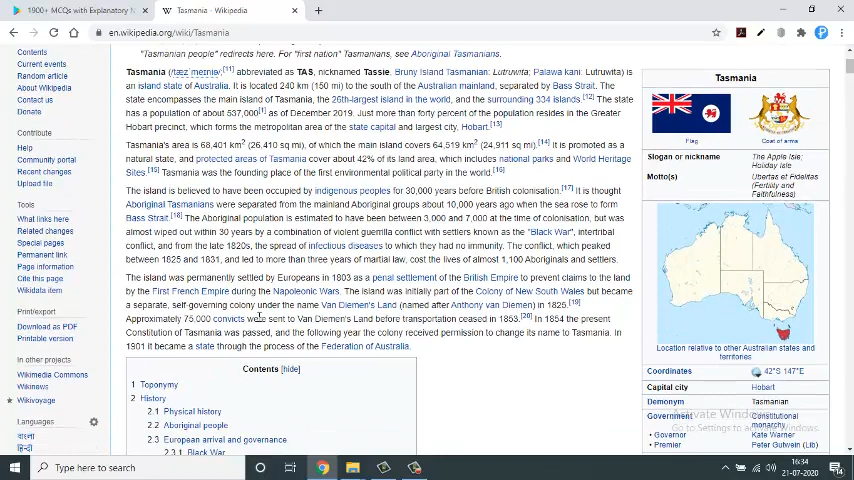 1900+ MCQs with Explanatory N
Tasmania - Wikipedia
en.wikipedia.org/wiki/Tasmania
Contents
Current events
Random article
About Wikipedia
Contact us
Donate
Contribute
Help
Community portal
Recent changes
Upload file
Tools
What links here
Related changes
Special pages
Permanent link
Page information
Cite this page
Wikidata item
Print/export
Download as PDF
Printable version
In other projects
Wikimedia Commons
Wikinews
Wikivoyage
Languages
বাংলা
हिन्दी
"Tasmanian people" redirects here. For "first nation" Tasmanians, see Aboriginal Tasmanians.
Tasmania (/tæzˈmeɪniə/;[11] abbreviated as TAS, nicknamed Tassie, Bruny Island Tasmanian: Lutruwita; Palawa kani: Lutruwita) is
an island state of Australia. It is located 240 km (150 mi) to the south of the Australian mainland, separated by Bass Strait. The
state encompasses the main island of Tasmania, the 26th-largest island in the world, and the surrounding 334 islands.[12] The state
has a population of about 537,000[1] as of December 2019. Just more than forty percent of the population resides in the Greater
Hobart precinct, which forms the metropolitan area of the state capital and largest city, Hobart.[13]
Tasmania's area is 68,401 km2 (26,410 sq mi), of which the main island covers 64,519 km2 (24,911 sq mi).[14] It is promoted as a
natural state, and protected areas of Tasmania cover about 42% of its land area, which includes national parks and World Heritage
Sites.[15] Tasmania was the founding place of the first environmental political party in the world.[16]
The island is believed to have been occupied by indigenous peoples for 30,000 years before British colonisation.[17] It is thought
Aboriginal Tasmanians were separated from the mainland Aboriginal groups about 10,000 years ago when the sea rose to form
Bass Strait.[18] The Aboriginal population is estimated to have been between 3,000 and 7,000 at the time of colonisation, but was
almost wiped out within 30 years by a combination of violent guerrilla conflict with settlers known as the "Black War", intertribal
conflict, and from the late 1820s, the spread of infectious diseases to which they had no immunity. The conflict, which peaked
between 1825 and 1831, and led to more than three years of martial law, cost the lives of almost 1,100 Aboriginals and settlers.
The island was permanently settled by Europeans in 1803 as a penal settlement of the British Empire to prevent claims to the land
by the First French Empire during the Napoleonic Wars. The island was initially part of the Colony of New South Wales but became
a separate, self-governing colony under the name Van Diemen's Land (named after Anthony van Diemen) in 1825.[19]
Approximately 75,000 convicts were sent to Van Diemen's Land before transportation ceased in 1853.[20] In 1854 the present
Constitution of Tasmania was passed, and the following year the colony received permission to change its name to Tasmania. In
1901 it became a state through the process of the Federation of Australia.
Contents [hide]
1 Toponymy
2 History
2.1 Physical history
2.2 Aboriginal people
2.3 European arrival and governance
2.3.1 Black War
Tasmania
Flag
Coat of arms
Slogan or nickname The Apple Isle;
Holiday Isle
Motto(s) Ubertas et Fidelitas
(Fertility and
Faithfulness)
Location relative to other Australian states and
territories
Coordinates 42°S 147°E
Capital city Hobart
Demonym Tasmanian
Government Constitutional
monarchy
• Governor Kate Warner
• Premier Peter Gutwein (Lib)
Activate Windows
Go to Settings to activate Windows.
Type here to search
16:34
21-07-2020